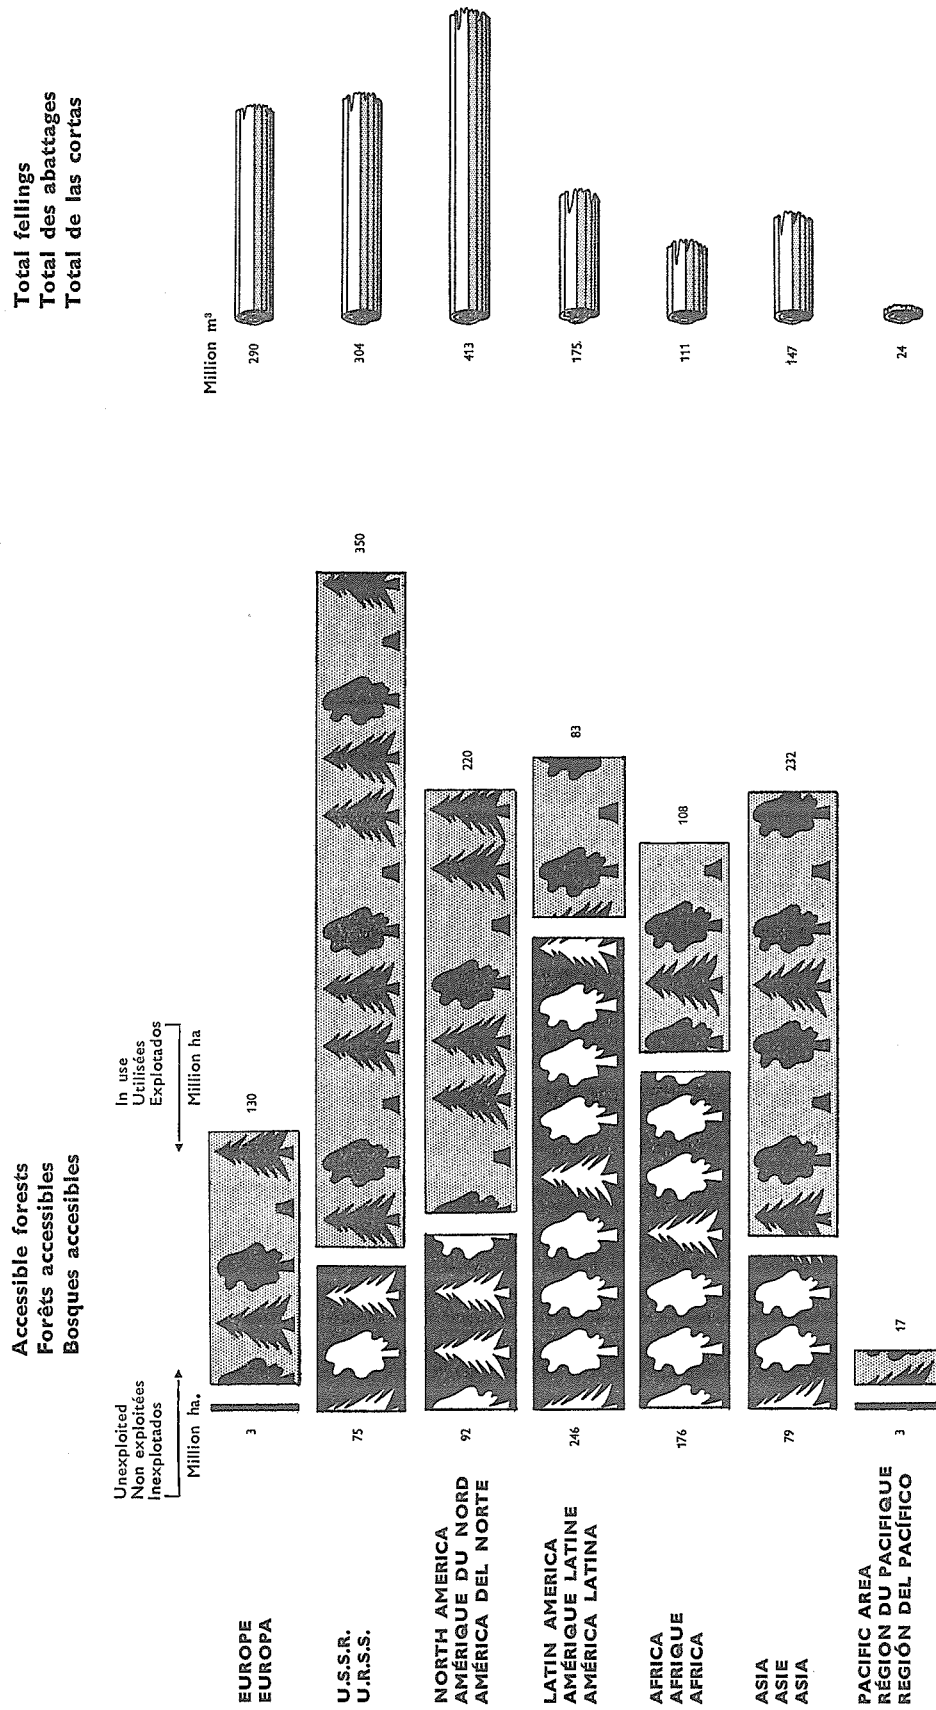 Accessible forests
Forêts accessibles
Bosques accesibles
Total fellings
Total des abattages
Total de las cortas
Unexploited
Non exploitées
Inexplotados
Million ha.
In use
Utilisées
Explotados
Million ha
Million m³
EUROPE
EUROPA
3
130
290
U.S.S.R.
U.R.S.S.
75
350
304
NORTH AMERICA
AMÉRIQUE DU NORD
AMÉRICA DEL NORTE
92
220
413
LATIN AMERICA
AMÉRIQUE LATINE
AMÉRICA LATINA
246
83
175.
AFRICA
AFRIQUE
AFRICA
176
108
111
ASIA
ASIE
ASIA
79
232
147
PACIFIC AREA
RÉGION DU PACIFIQUE
REGIÓN DEL PACÍFICO
3
17
24